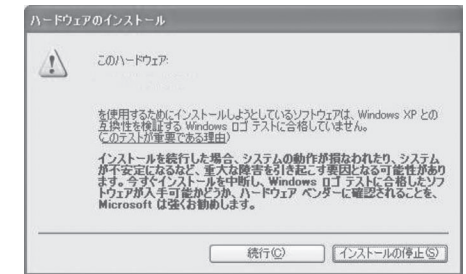 ハードウェアのインストール
このハードウェア:
を使用するためにインストールしようとしているソフトウェアは、Windows XP との
互換性を検証する Windows ロゴ テストに合格していません。
(このテストが重要である理由)
インストールを続行した場合、システムの動作が損なわれたり、システム
が不安定になるなど、重大な障害を引き起こす要因となる可能性があり
ます。今すぐインストールを中断し、Windows ロゴ テストに合格したソフ
トウェアが入手可能かどうか、ハードウェア ベンダーに確認されることを、
Microsoft は強くお勧めします。
続行(C)
インストールの停止(S)